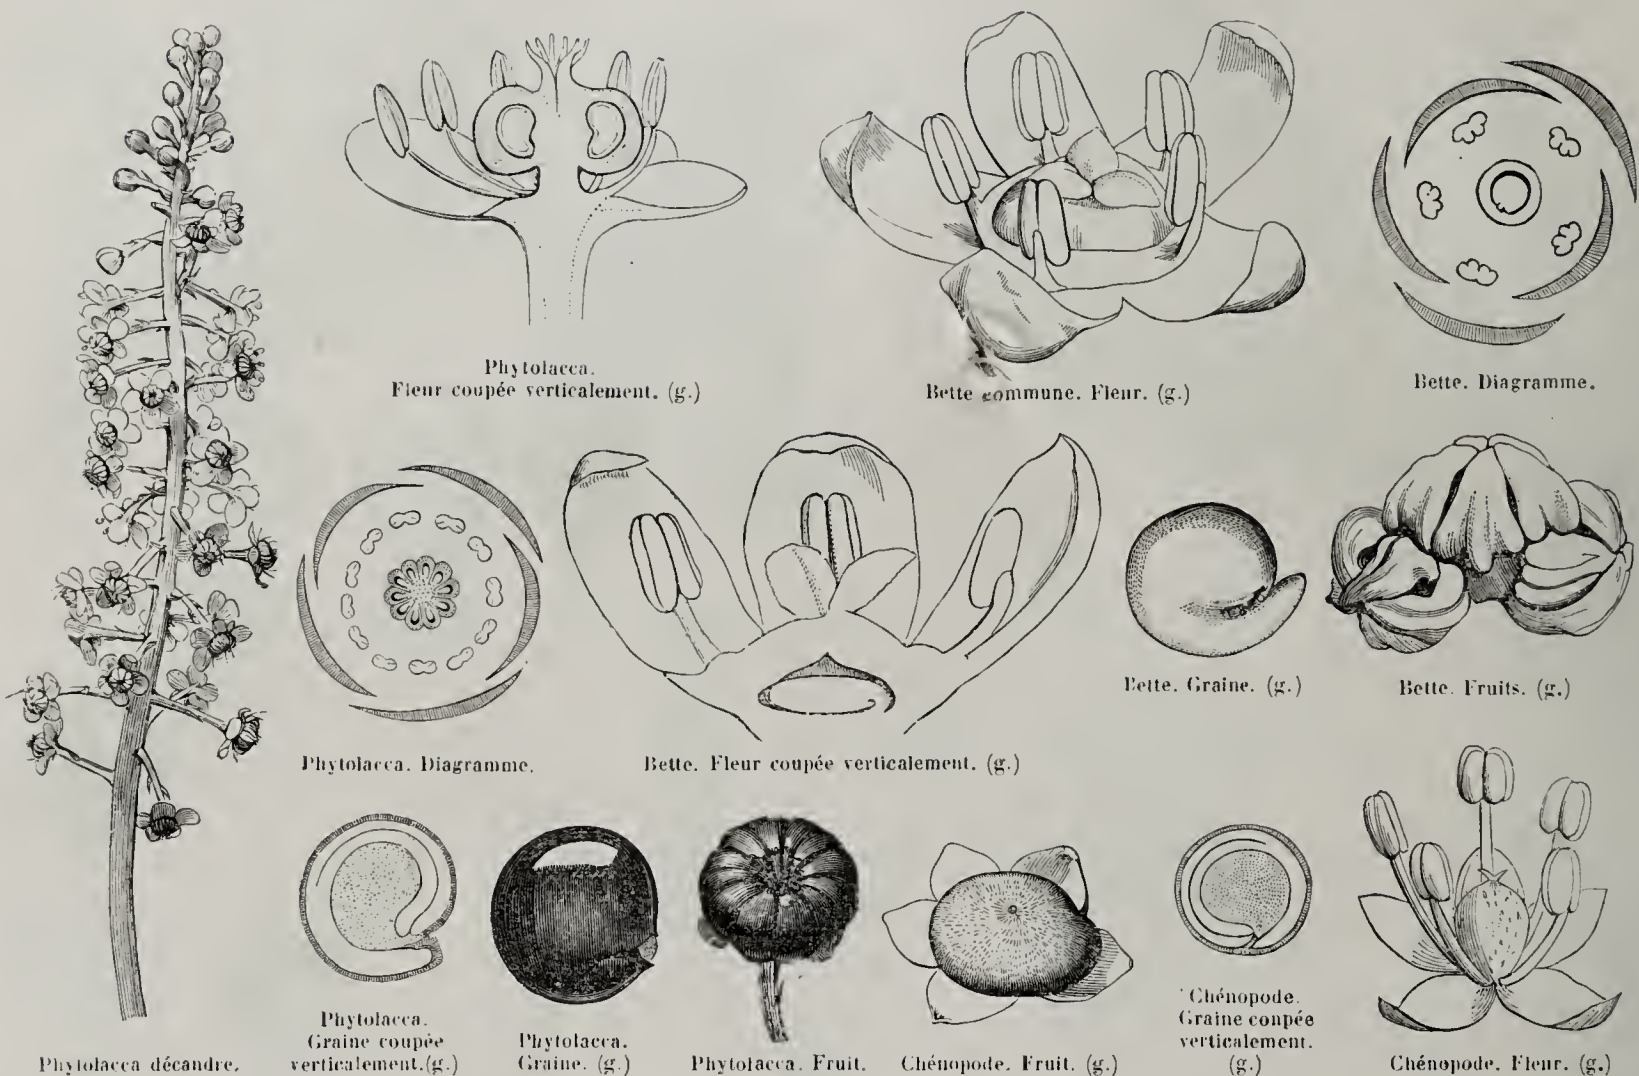 Phytolacca.
Fleur coupée verticalement. (g.)
Bette commune. Fleur. (g.)
Bette. Diagramme.
Phytolacca. Diagramme.
Bette. Fleur coupée verticalement. (g.)
Bette. Graine. (g.)
Bette. Fruits. (g.)
Phytolacca décandre.
Phytolacca.
Graine coupée
verticalement. (g.)
Phytolacca.
Graine. (g.)
Phytolacca. Fruit.
Chénopode. Fruit. (g.)
Chénopode.
Graine coupée
verticalement.
(g.)
Chénopode. Fleur. (g.)